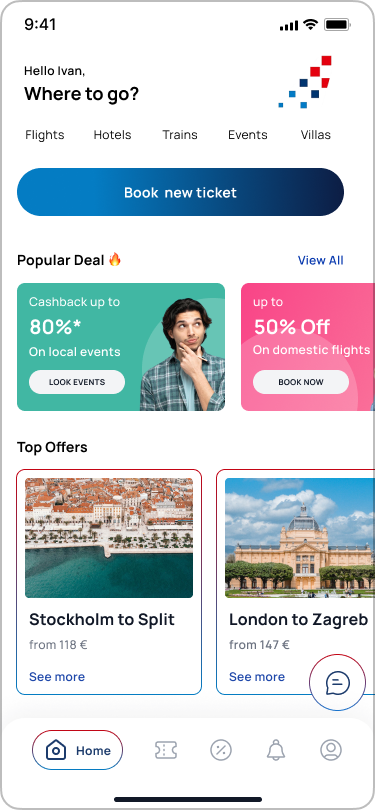 9:41
Hello Ivan,
Where to go?
Flights Hotels Trains Events Villas
Book new ticket
Popular Deal 🔥 View All
Cashback up to
80%*
On local events
LOOK EVENTS
up to
50% Off
On domestic flights
BOOK NOW
Top Offers
Stockholm to Split
from 118 €
See more
London to Zagreb
from 147 €
See more
Home